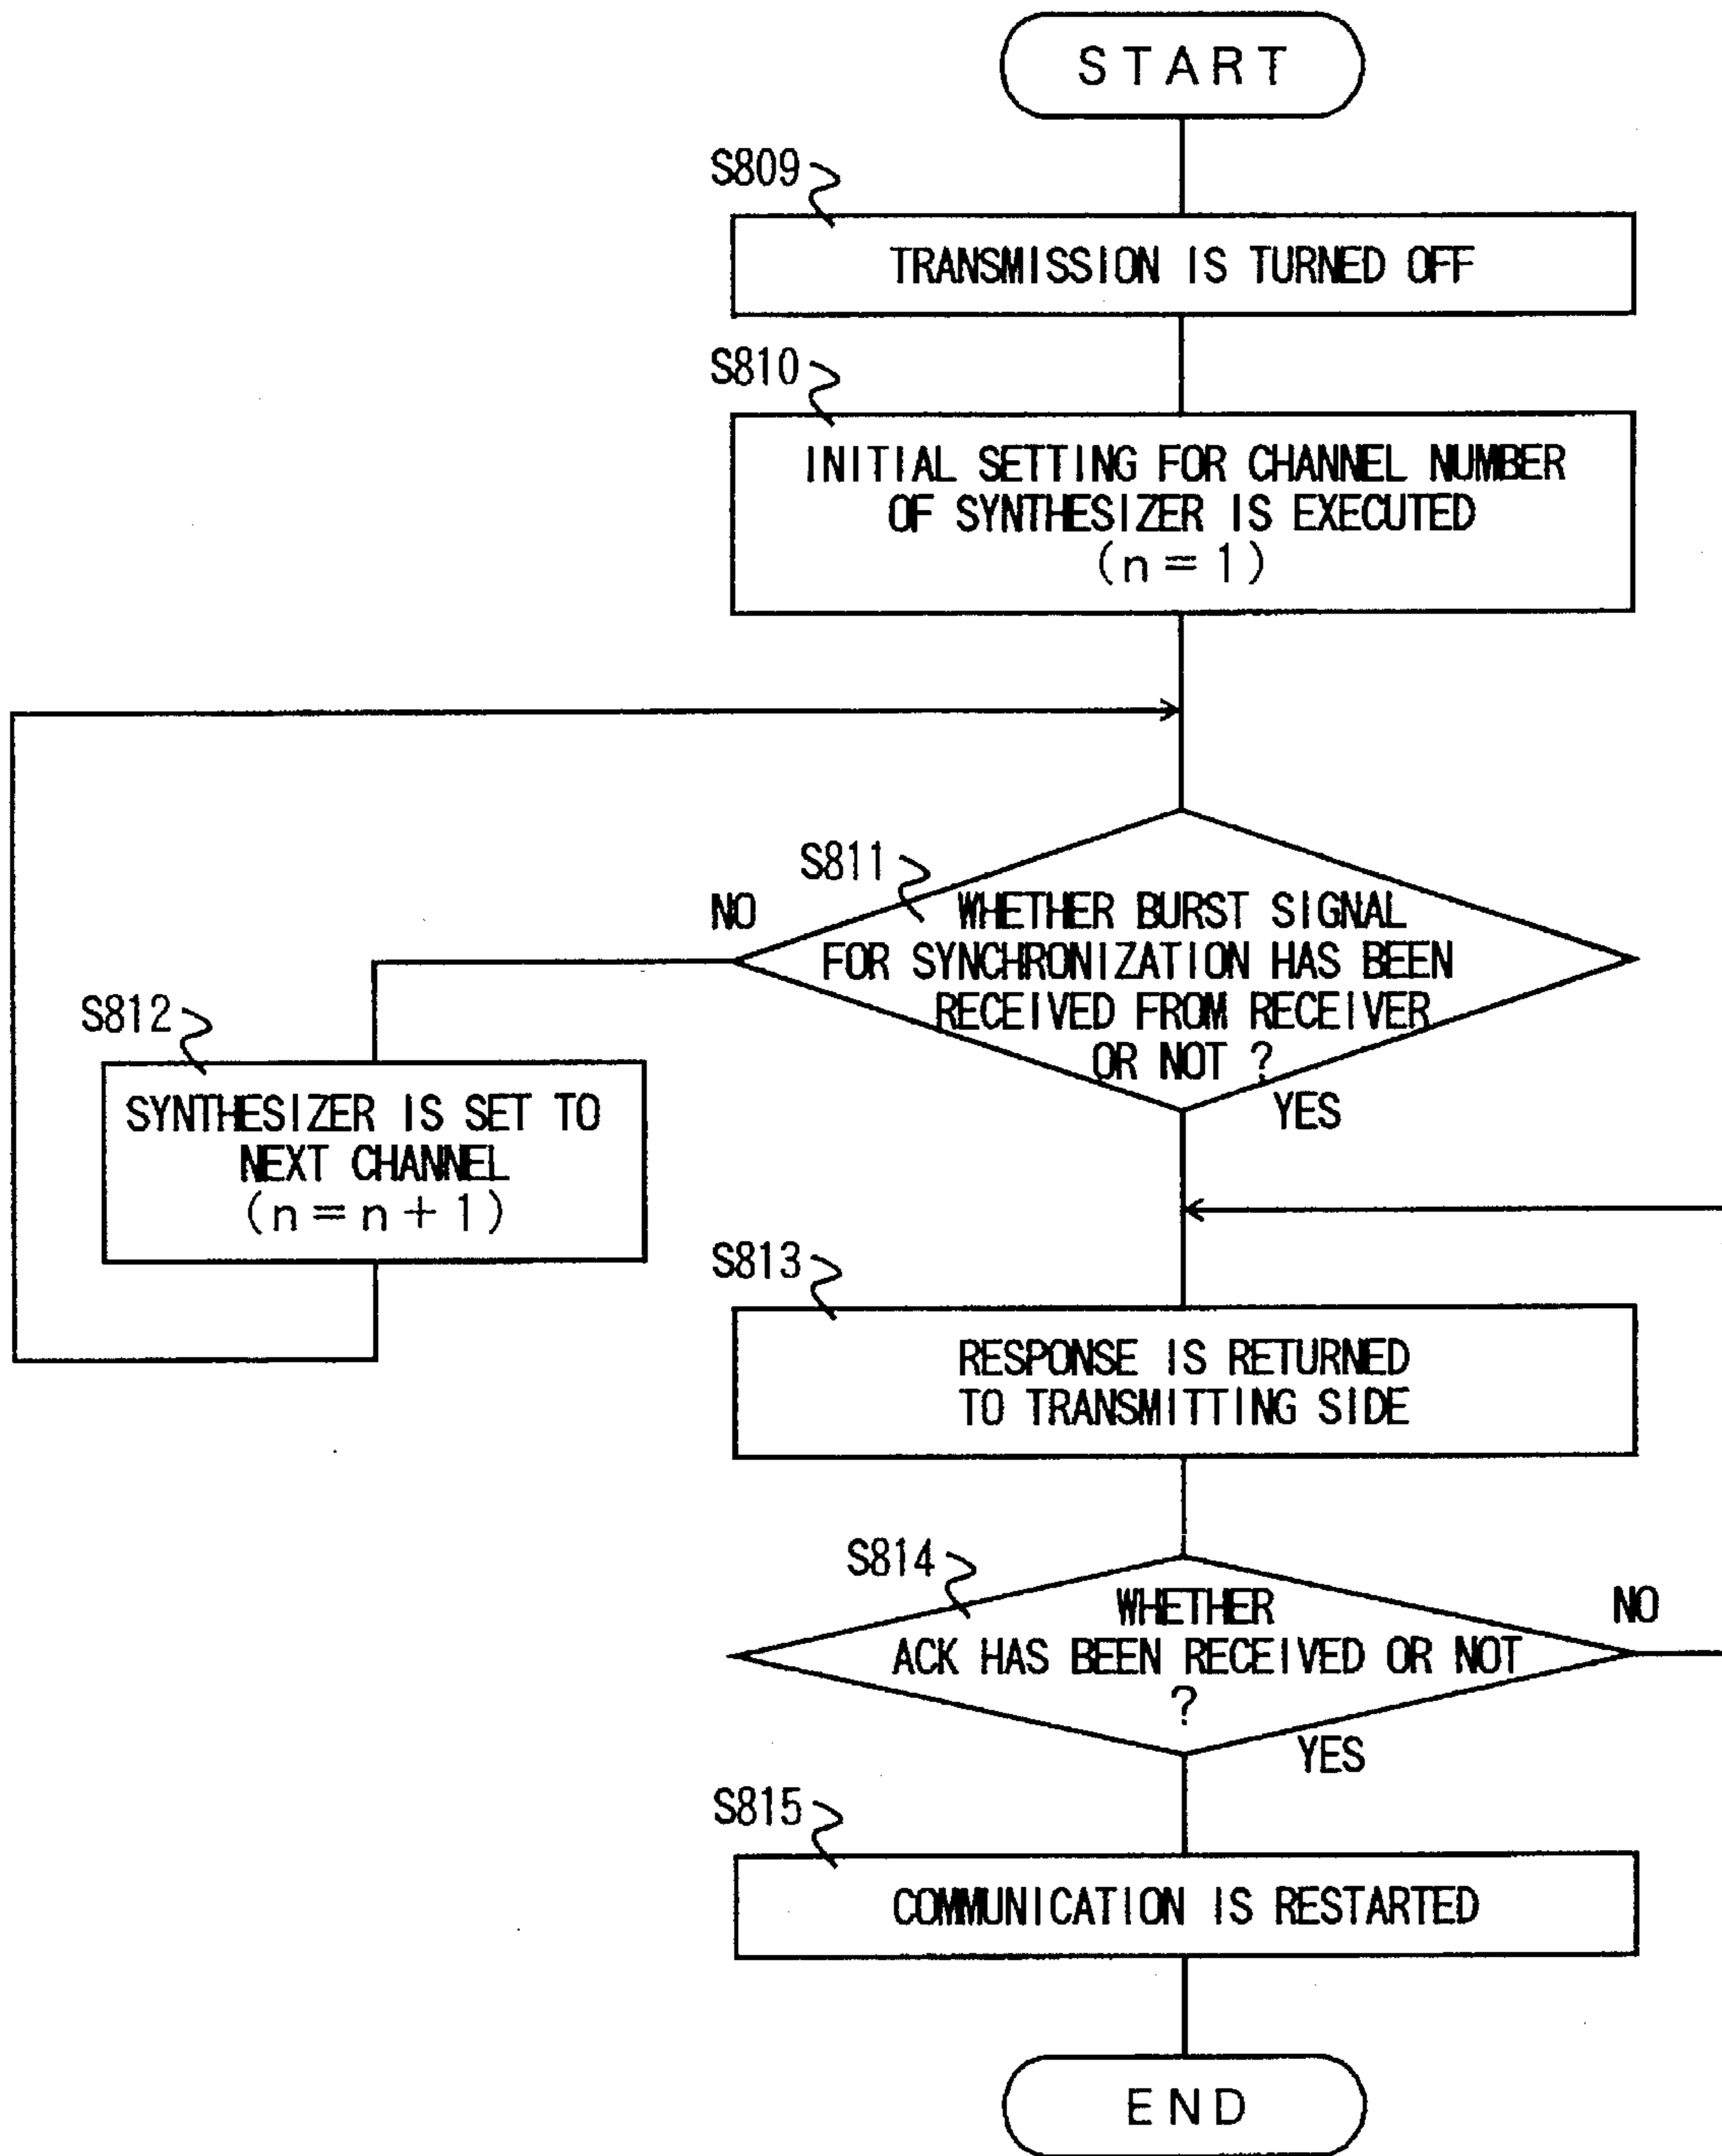 START
S809
TRANSMISSION IS TURNED OFF
S810
INITIAL SETTING FOR CHANNEL NUMBER
OF SYNTHESIZER IS EXECUTED
(n=1)
S811
NO
WHETHER BURST SIGNAL
FOR SYNCHRONIZATION HAS BEEN
RECEIVED FROM RECEIVER
OR NOT ?
YES
S812
SYNTHESIZER IS SET TO
NEXT CHANNEL
(n=n+1)
S813
RESPONSE IS RETURNED
TO TRANSMITTING SIDE
S814
WHETHER
ACK HAS BEEN RECEIVED OR NOT
?
NO
YES
S815
COMMUNICATION IS RESTARTED
END